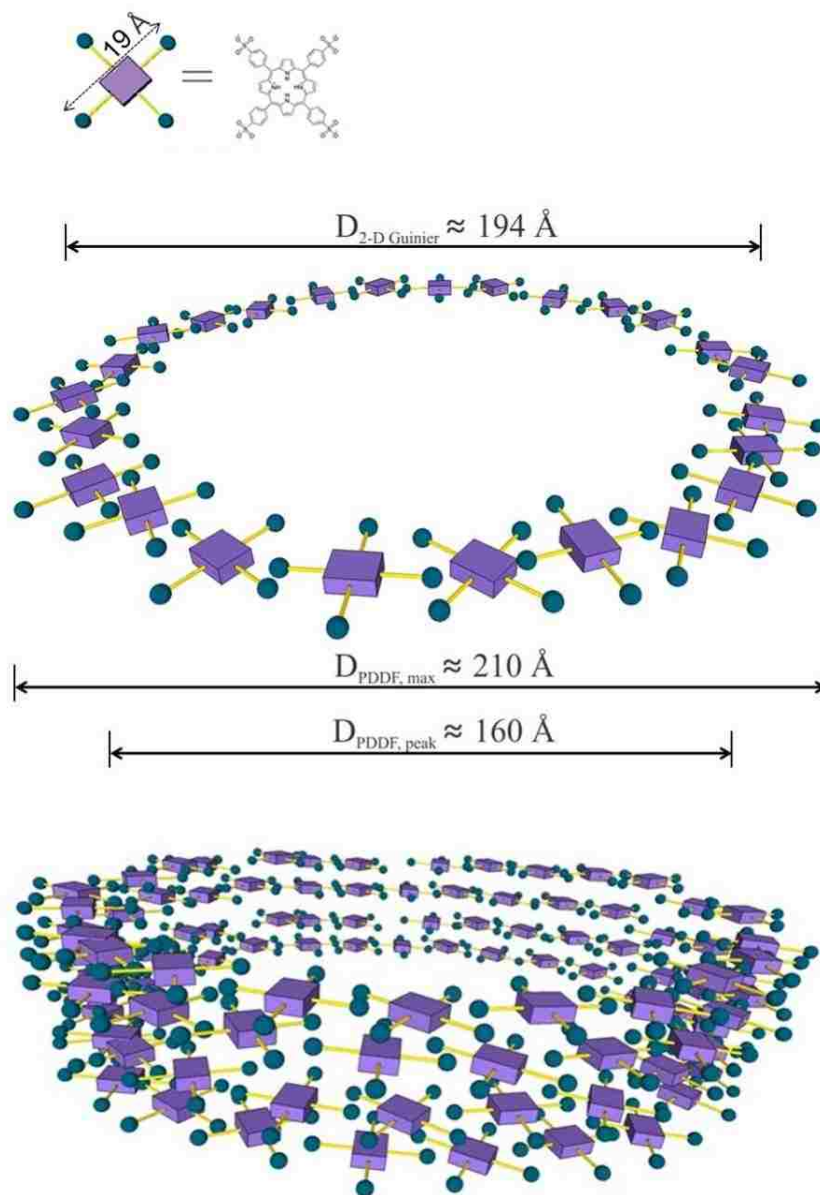 19 Å
=
D2-D Guinier ≈ 194 Å
DPDDF, max ≈ 210 Å
DPDDF, peak ≈ 160 Å